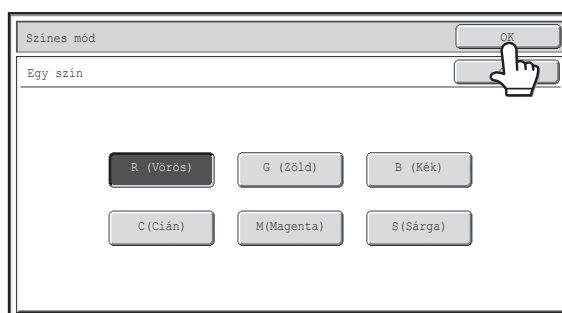 Színes mód OK
Egy szín
R (Vörös) G (Zöld) B (Kék)
C(Cián) M(Magenta) S(Sárga)